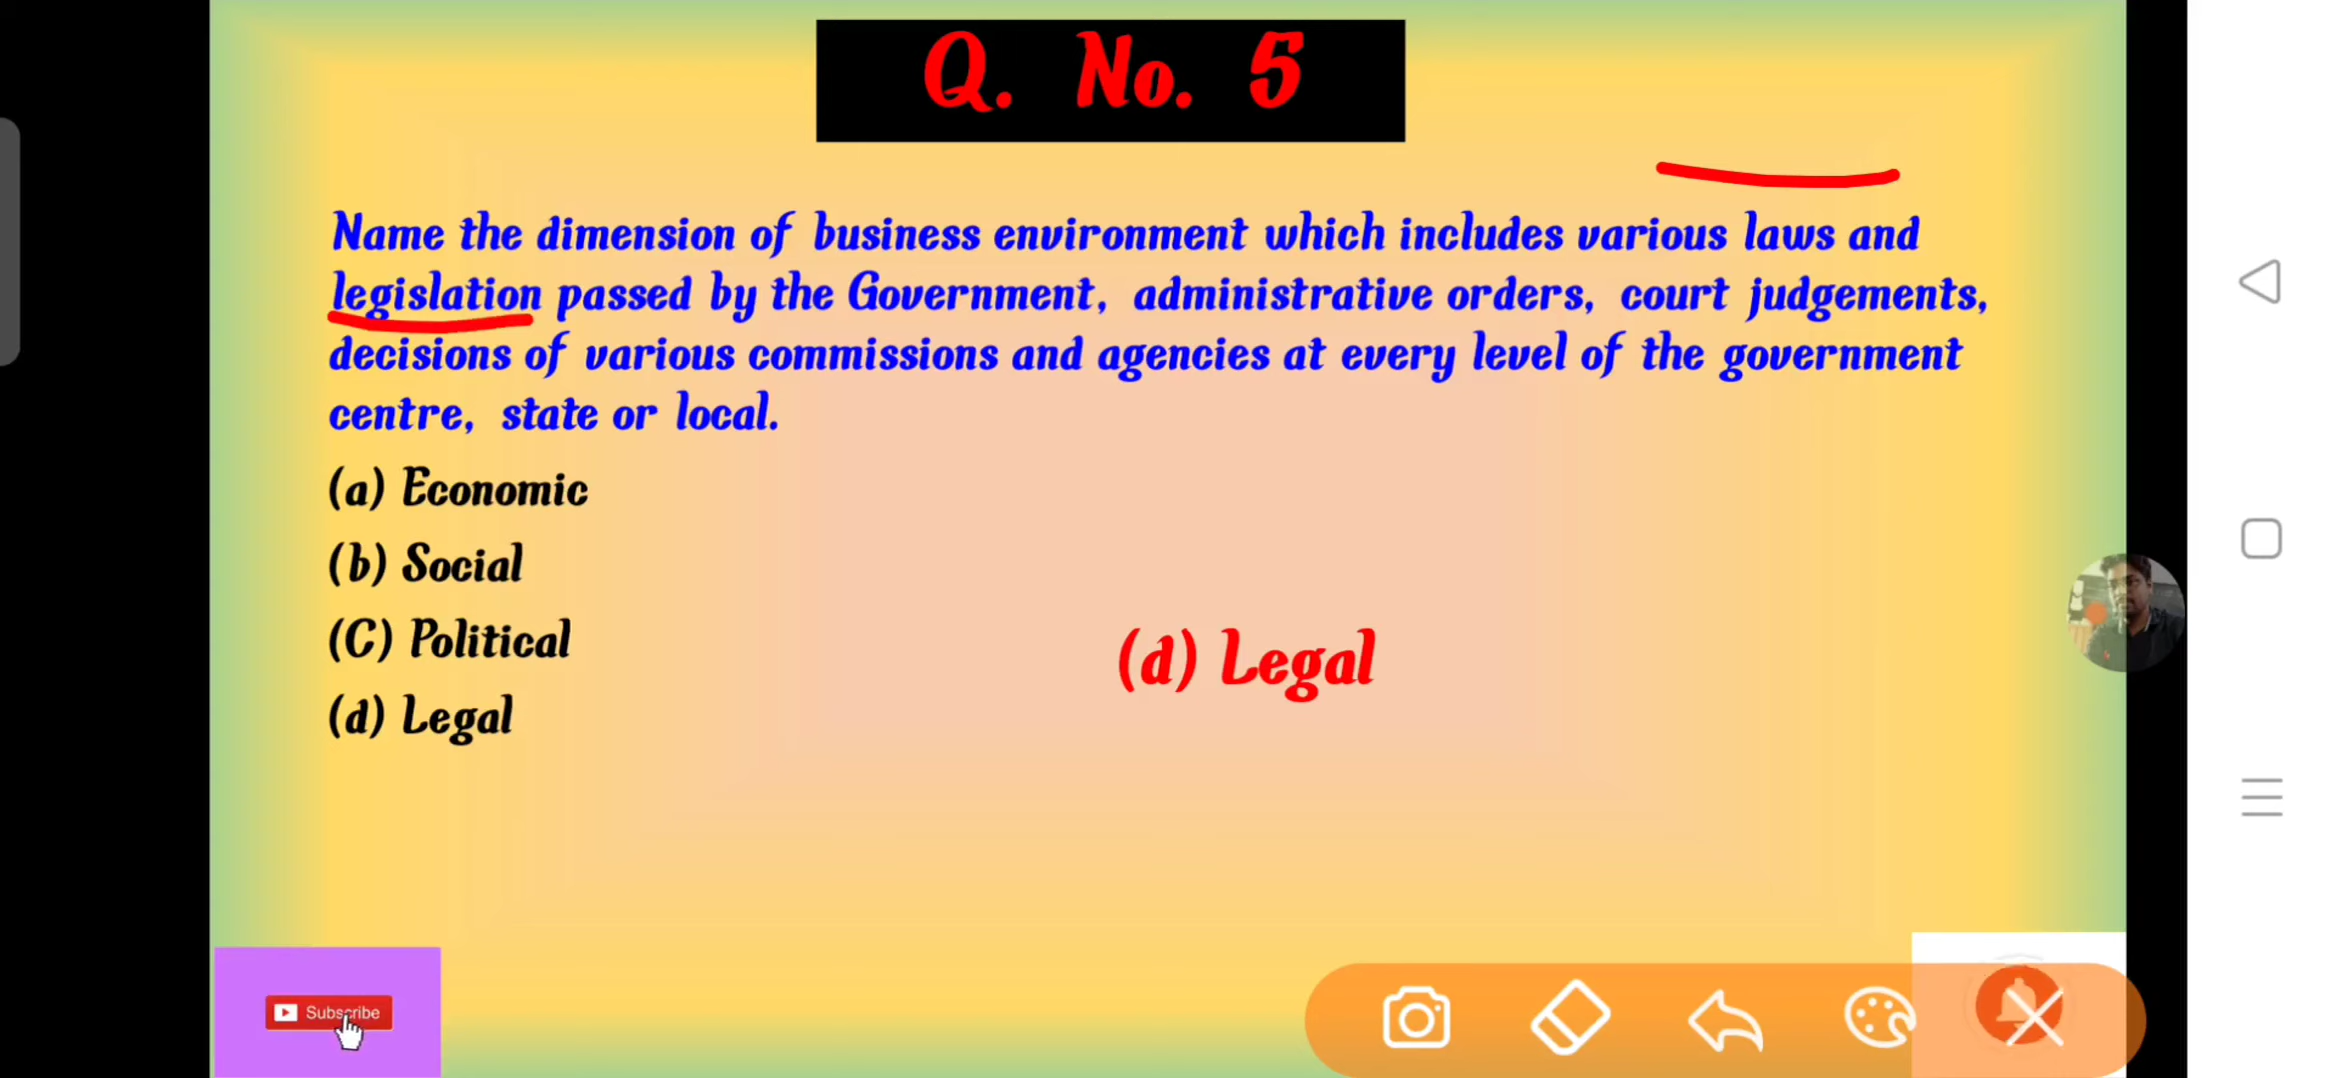 Q. No. 5
Name the dimension of business environment which includes various laws and
legislation passed by the Government, administrative orders, court judgements,
decisions of various commissions and agencies at every level of the government
centre, state or local.
(a) Economic
(b) Social
(C) Political
(d) Legal
(d) Legal
Subscribe